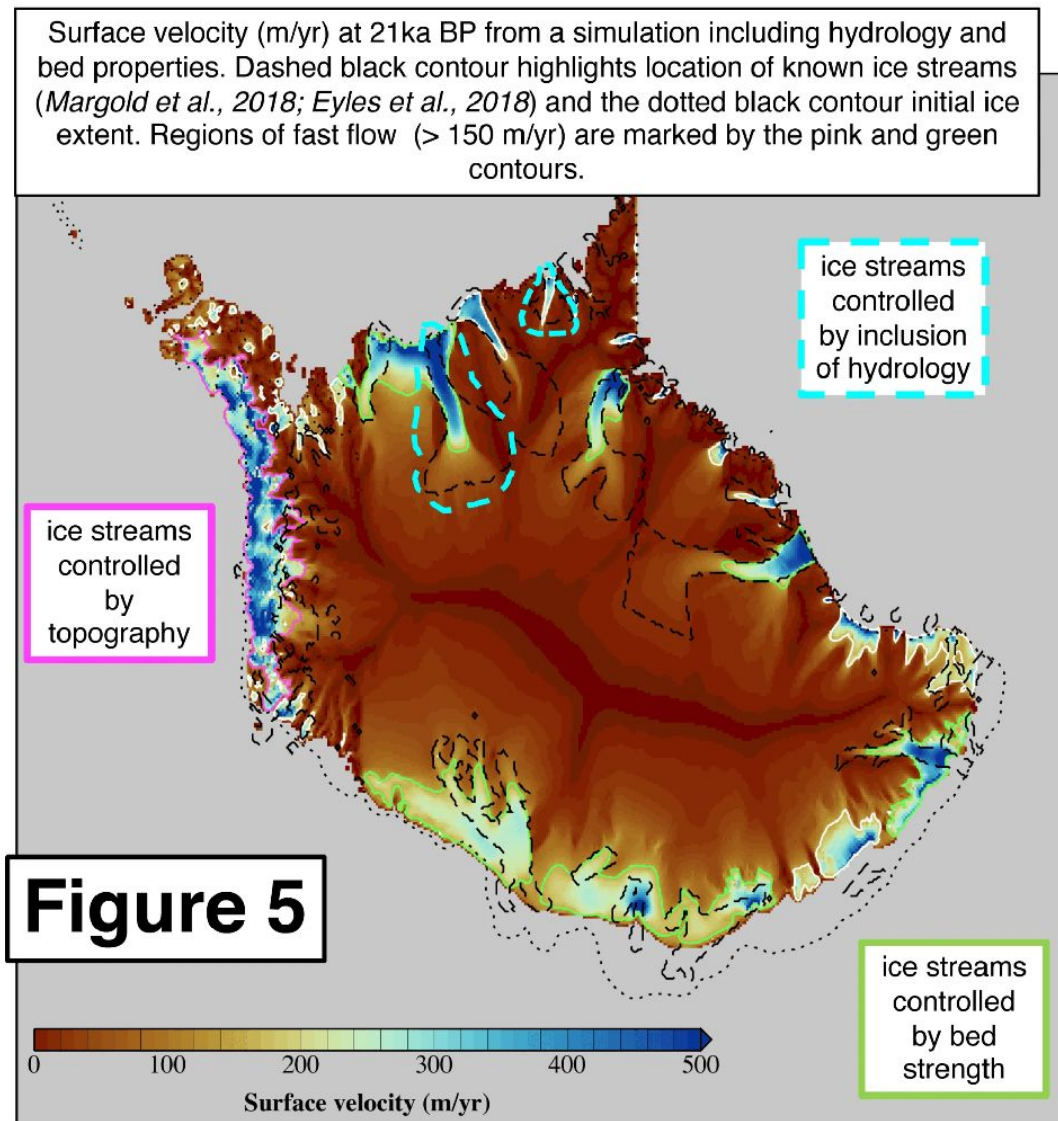 Surface velocity (m/yr) at 21ka BP from a simulation including hydrology and
bed properties. Dashed black contour highlights location of known ice streams
(Margold et al., 2018; Eyles et al., 2018) and the dotted black contour initial ice
extent. Regions of fast flow  (> 150 m/yr) are marked by the pink and green
contours.
ice streams
controlled
by inclusion
of hydrology
ice streams
controlled
by
topography
Figure 5
ice streams
controlled
by bed
strength
0 100 200 300 400 500
Surface velocity (m/yr)